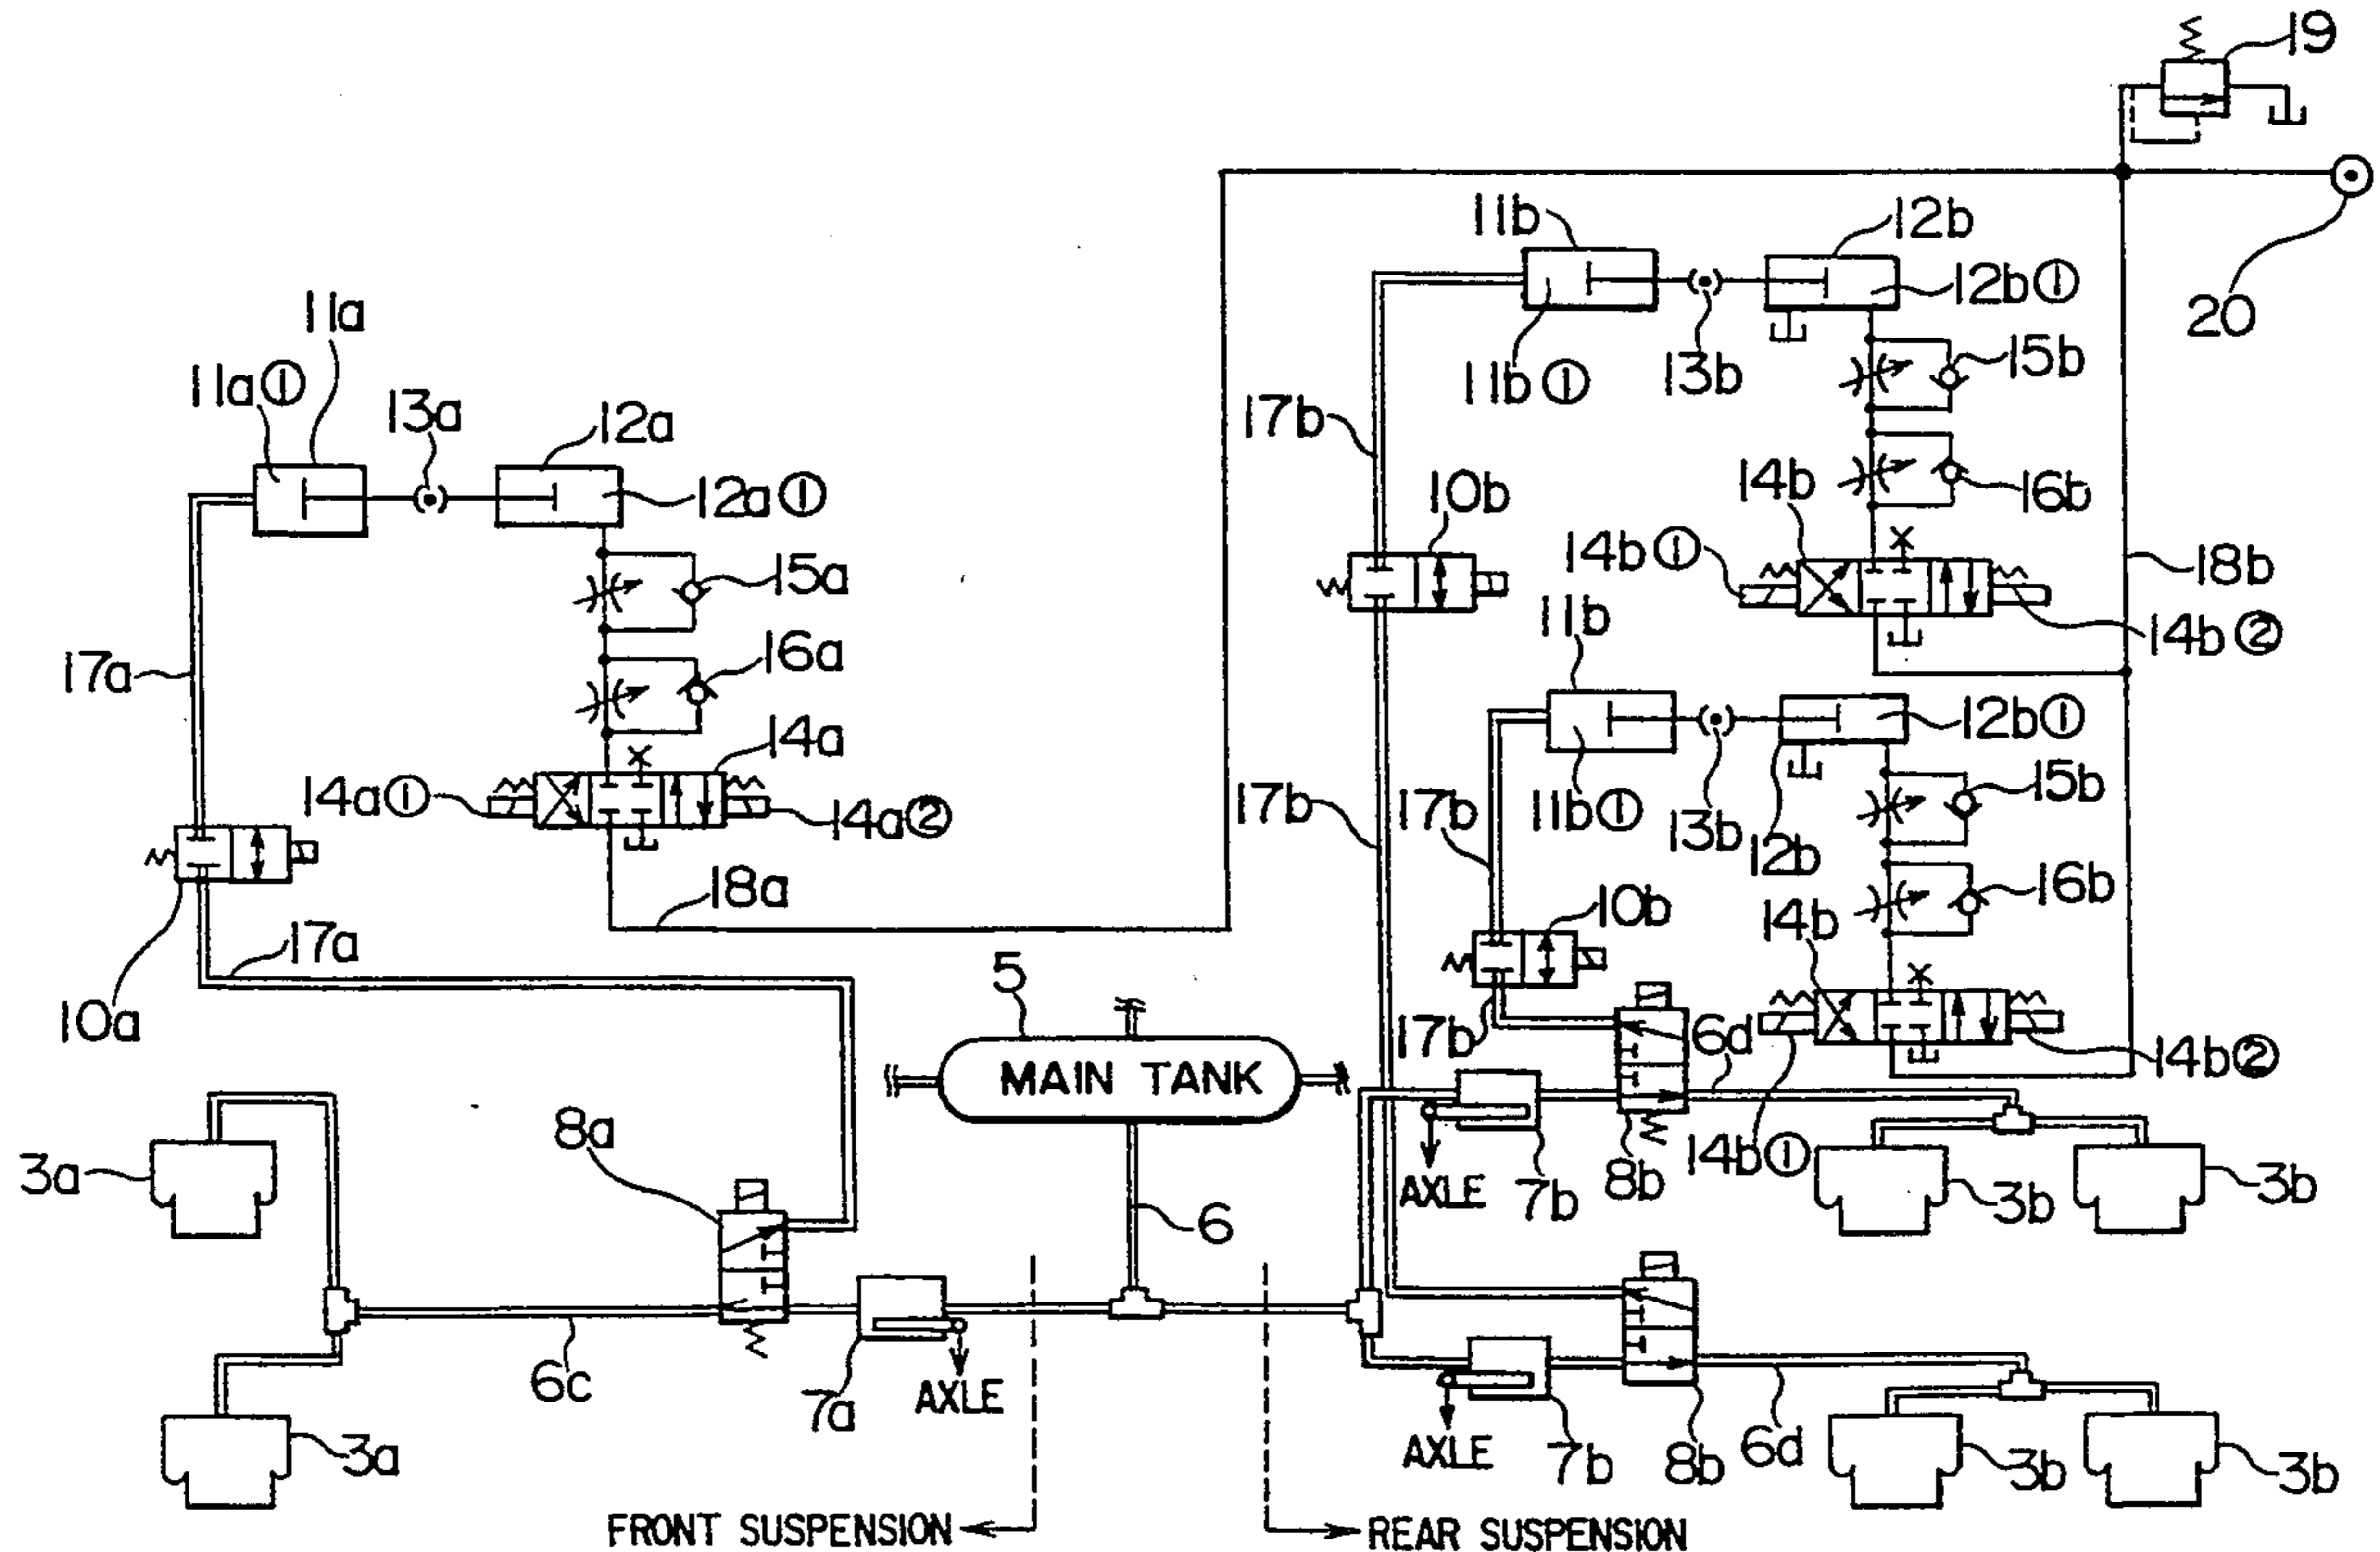 19
11b
12b
12b①
20
11a
11a①
13a
12a
12a①
11b①
13b
15b
17b
10b
14b
16b
14b①
18b
15a
11b
14b②
17a
16a
14a
12b①
14a①
14a②
17b
17b
11b①
13b
12b
15b
18a
10b
16b
14b
17a
5
10a
17b
6d
14b②
MAIN TANK
8a
3a
6
AXLE
7b
8b
14b①
3b
3b
6c
7a
AXLE
3a
AXLE
7b
8b
6d
3b
3b
FRONT SUSPENSION
REAR SUSPENSION